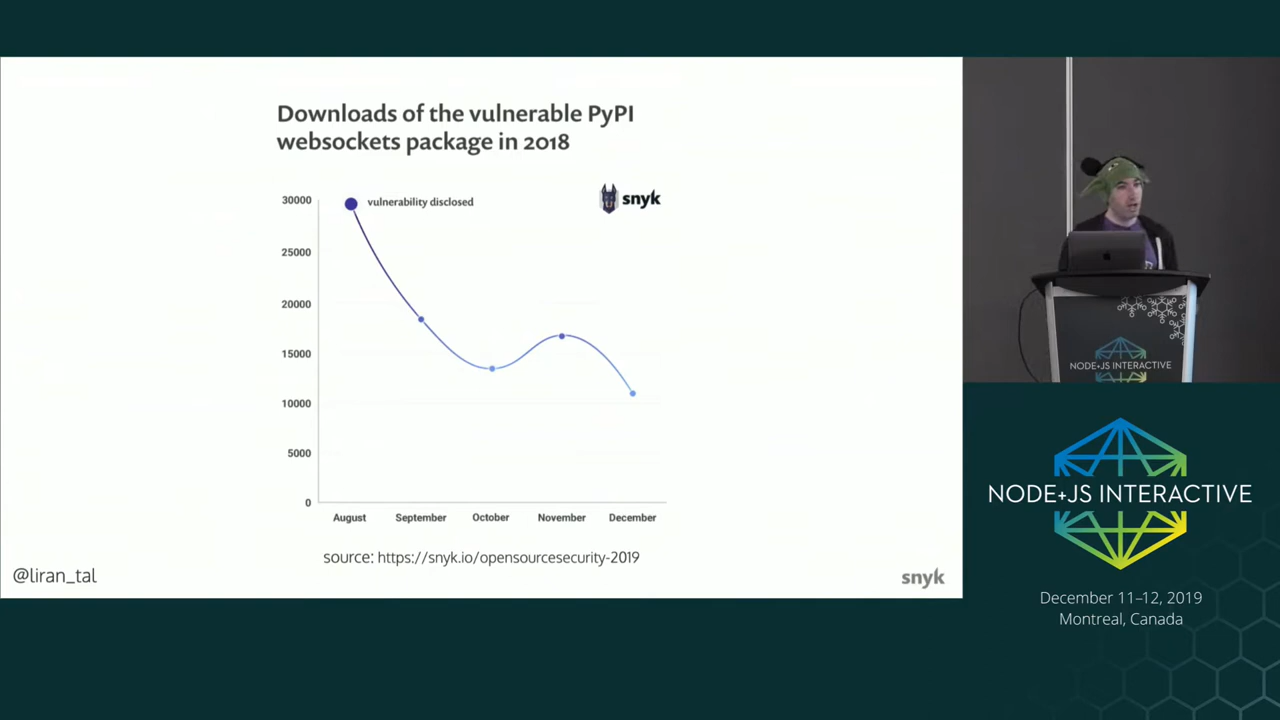 Downloads of the vulnerable PyPI
websockets package in 2018
snyk
30000
vulnerability disclosed
25000
20000
15000
10000
5000
0
August September October November December
source: https://snyk.io/opensourcesecurity-2019
@liran_tal
snyk
NODE+JS INTERACTIVE
NODE+JS INTERACTIVE
December 11–12, 2019
Montreal, Canada